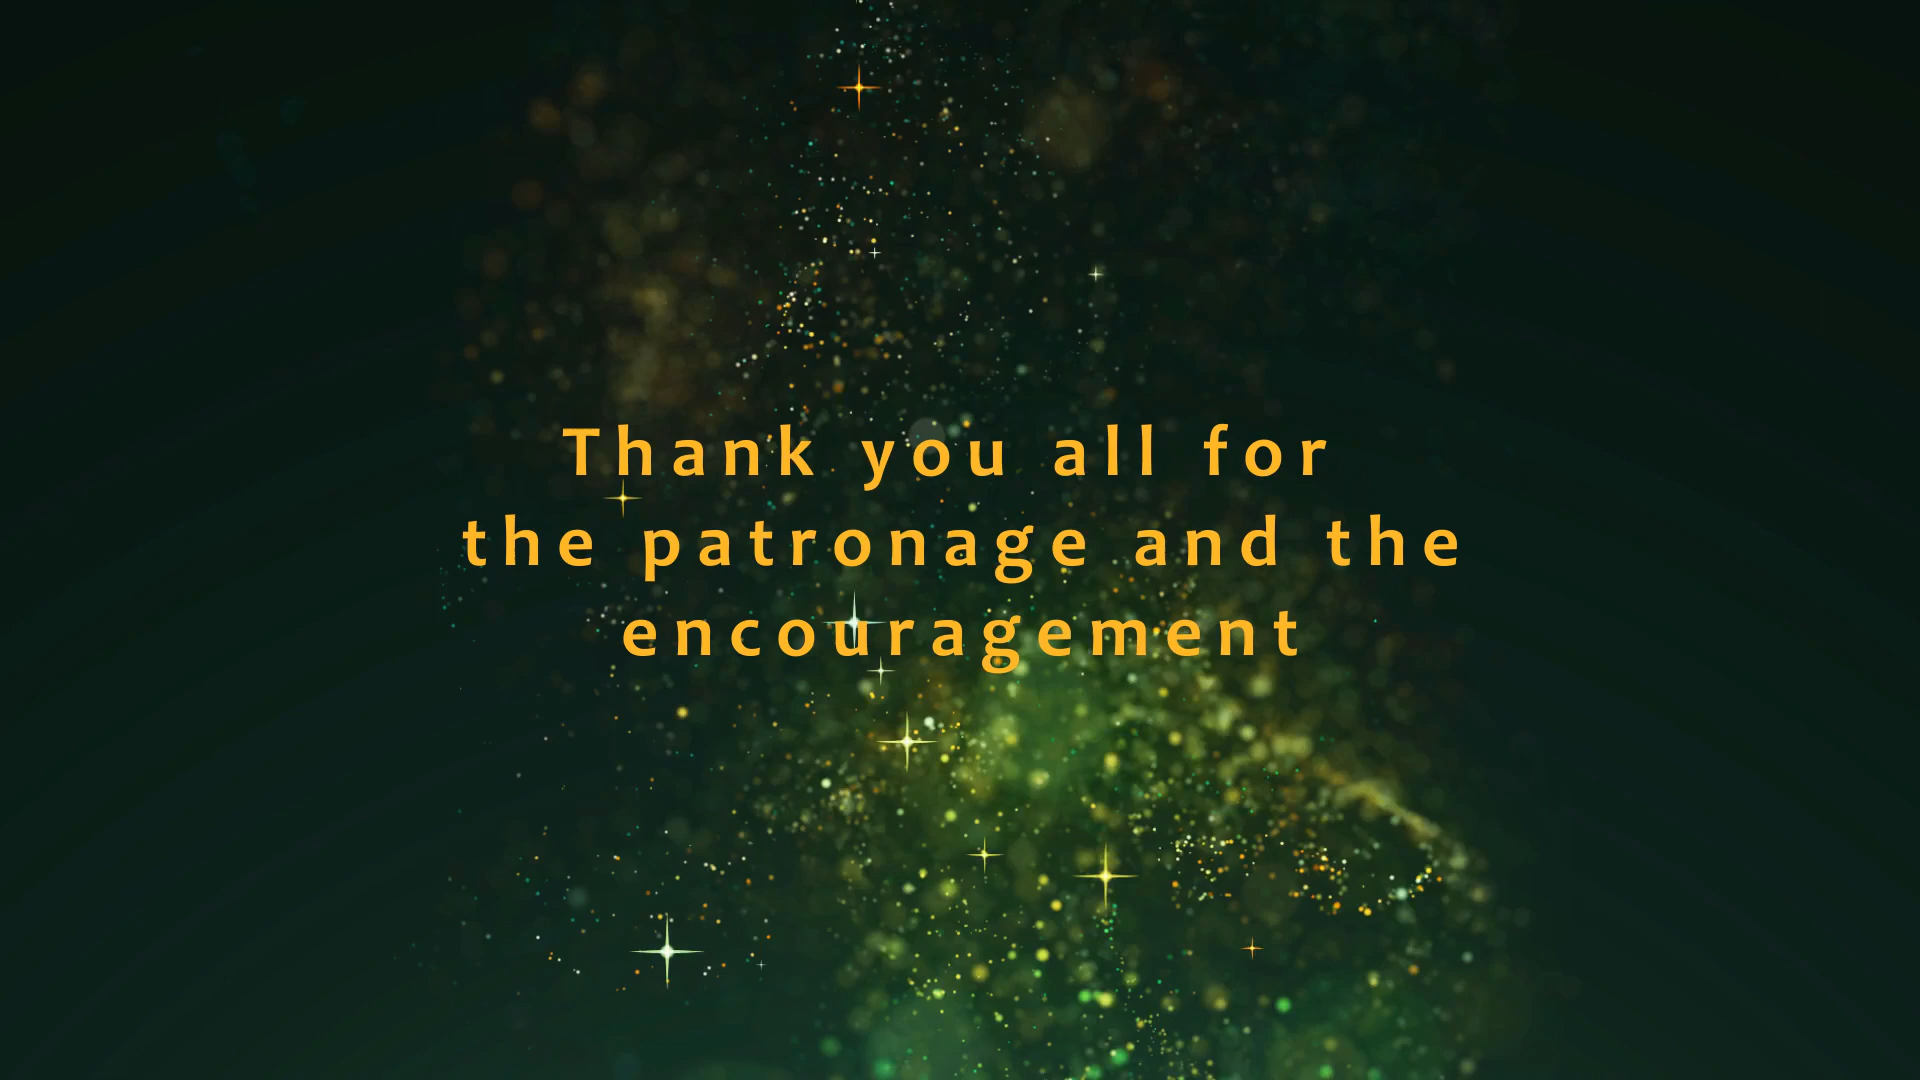 Thank you all for
the patronage and the
encouragement